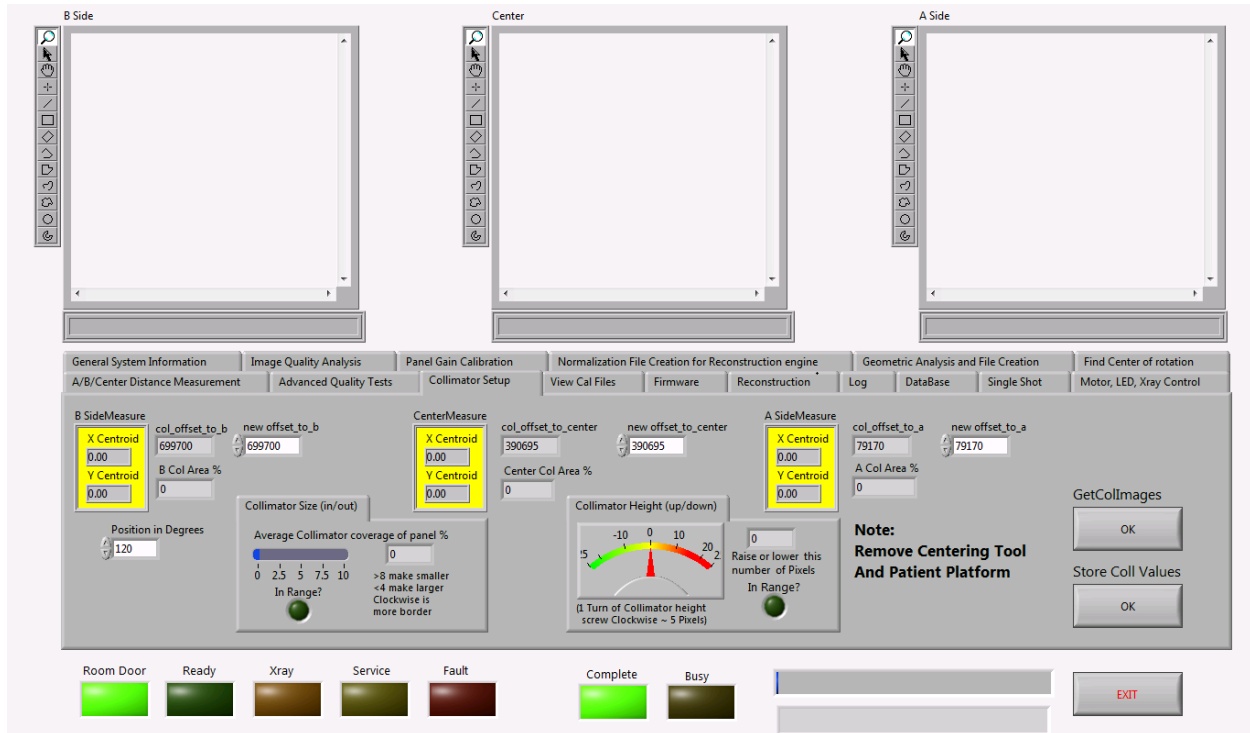 B Side
Center
A Side
General System Information
Image Quality Analysis
Panel Gain Calibration
Normalization File Creation for Reconstruction engine
Geometric Analysis and File Creation
Find Center of rotation
A/B/Center Distance Measurement
Advanced Quality Tests
Collimator Setup
View Cal Files
Firmware
Reconstruction
Log
DataBase
Single Shot
Motor, LED, Xray Control
B SideMeasure
X Centroid
0.00
Y Centroid
0.00
col_offset_to_b
699700
new offset_to_b
699700
B Col Area %
0
Position in Degrees
120
Collimator Size (in/out)
Average Collimator coverage of panel %
0
0 2.5 5 7.5 10
>8 make smaller
<4 make larger
Clockwise is
more border
In Range?
CenterMeasure
X Centroid
0.00
Y Centroid
0.00
col_offset_to_center
390695
new offset_to_center
390695
Center Col Area %
0
Collimator Height (up/down)
-10 0 10 20
(1 Turn of Collimator height
screw Clockwise ~ 5 Pixels)
0
Raise or lower this
number of Pixels
In Range?
A SideMeasure
X Centroid
0.00
Y Centroid
0.00
col_offset_to_a
79170
new offset_to_a
79170
A Col Area %
0
Note:
Remove Centering Tool
And Patient Platform
GetColImages
OK
Store Coll Values
OK
Room Door
Ready
Xray
Service
Fault
Complete
Busy
EXIT